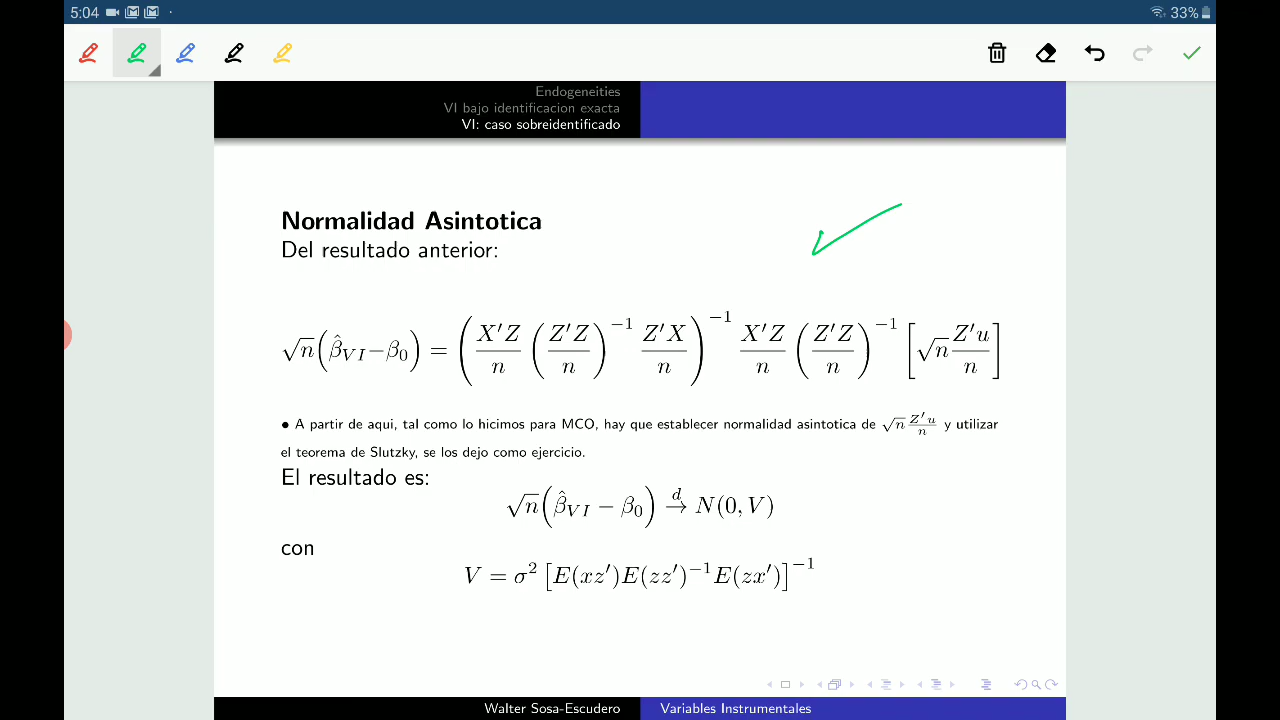 5:04
33%
Endogeneities
VI bajo identificacion exacta
VI: caso sobreidentificado
Normalidad Asintotica
Del resultado anterior:
√n(β̂_VI − β_0) = (X′Z/n (Z′Z/n)^−1 Z′X/n)^−1 X′Z/n (Z′Z/n)^−1 [√n Z′u/n]
• A partir de aqui, tal como lo hicimos para MCO, hay que establecer normalidad asintotica de √n Z′u/n y utilizar
el teorema de Slutzky, se los dejo como ejercicio.
El resultado es:
√n(β̂_VI − β_0) →^d N(0, V)
con
V = σ^2 [E(xz′)E(zz′)^−1 E(zx′)]^−1
Walter Sosa-Escudero
Variables Instrumentales